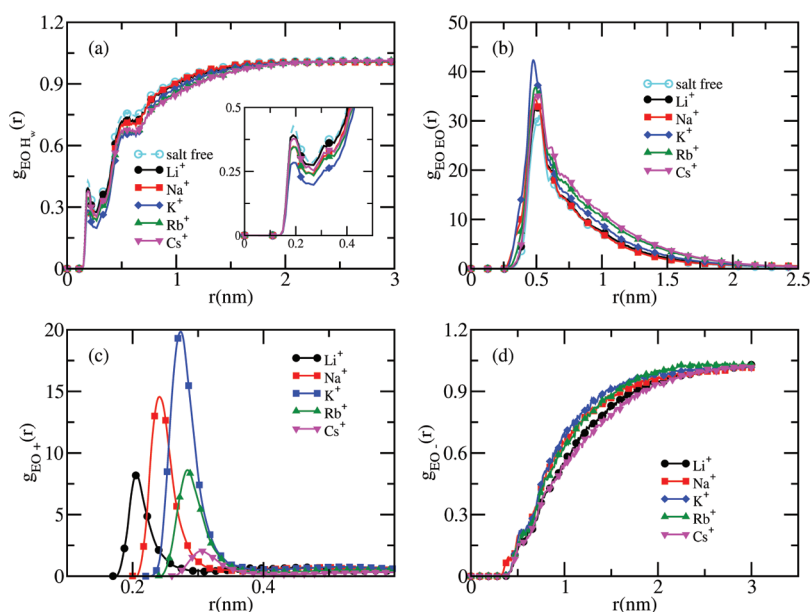 (a)
g_EO H_w(r)
1.2
0.9
0.6
0.3
0
0 1 2 3
r(nm)
salt free
Li+
Na+
K+
Rb+
Cs+
0.5
0.25
0
0 0.2 0.4
(b)
g_EO EO(r)
50
40
30
20
10
0
0 0.5 1 1.5 2 2.5
r(nm)
salt free
Li+
Na+
K+
Rb+
Cs+
(c)
g_EO +(r)
20
15
10
5
0
0.2 0.4
r(nm)
Li+
Na+
K+
Rb+
Cs+
(d)
g_EO -(r)
1.2
0.9
0.6
0.3
0
0 1 2 3
r(nm)
Li+
Na+
K+
Rb+
Cs+